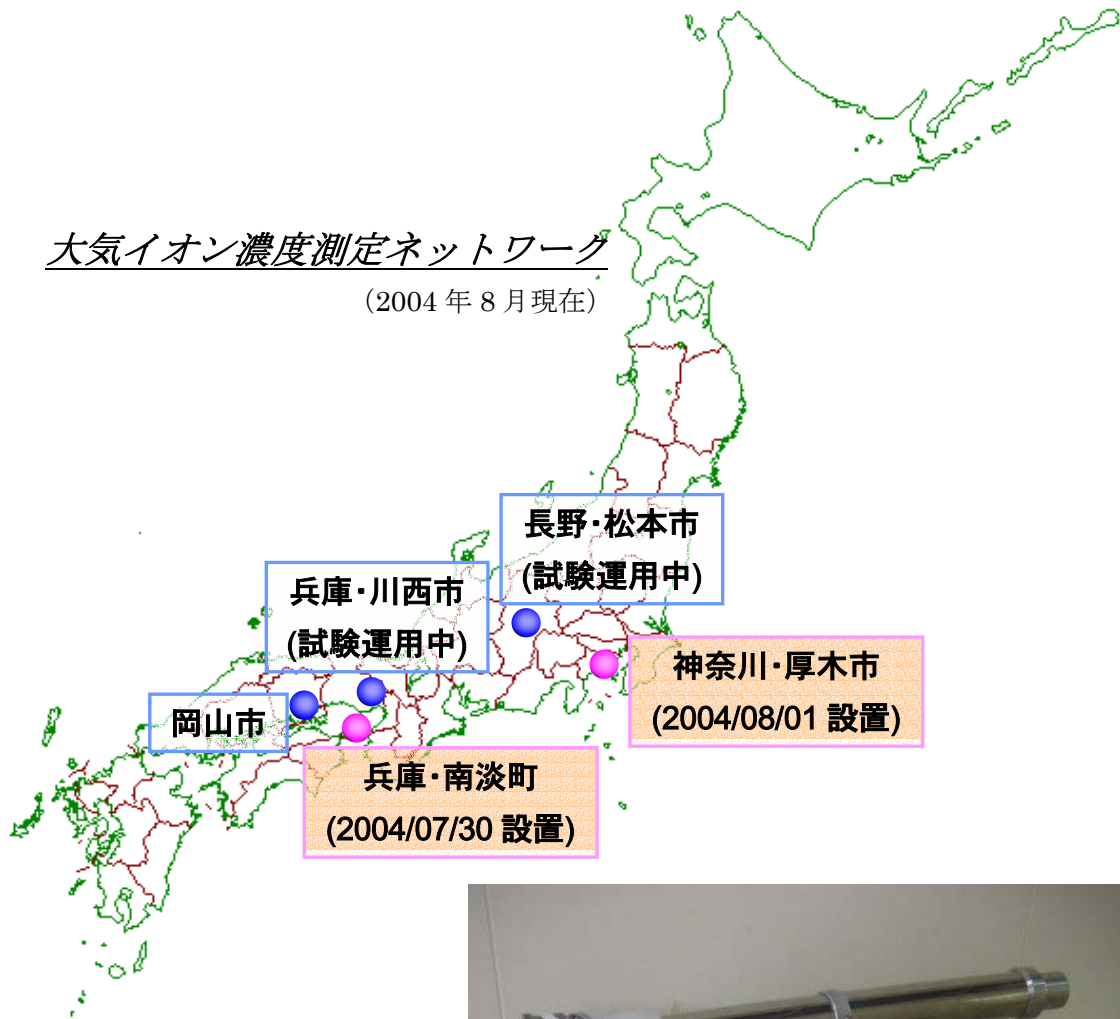 大気イオン濃度測定ネットワーク
(2004 年 8 月現在)
長野・松本市
(試験運用中)
兵庫・川西市
(試験運用中)
神奈川・厚木市
(2004/08/01 設置)
岡山市
兵庫・南淡町
(2004/07/30 設置)